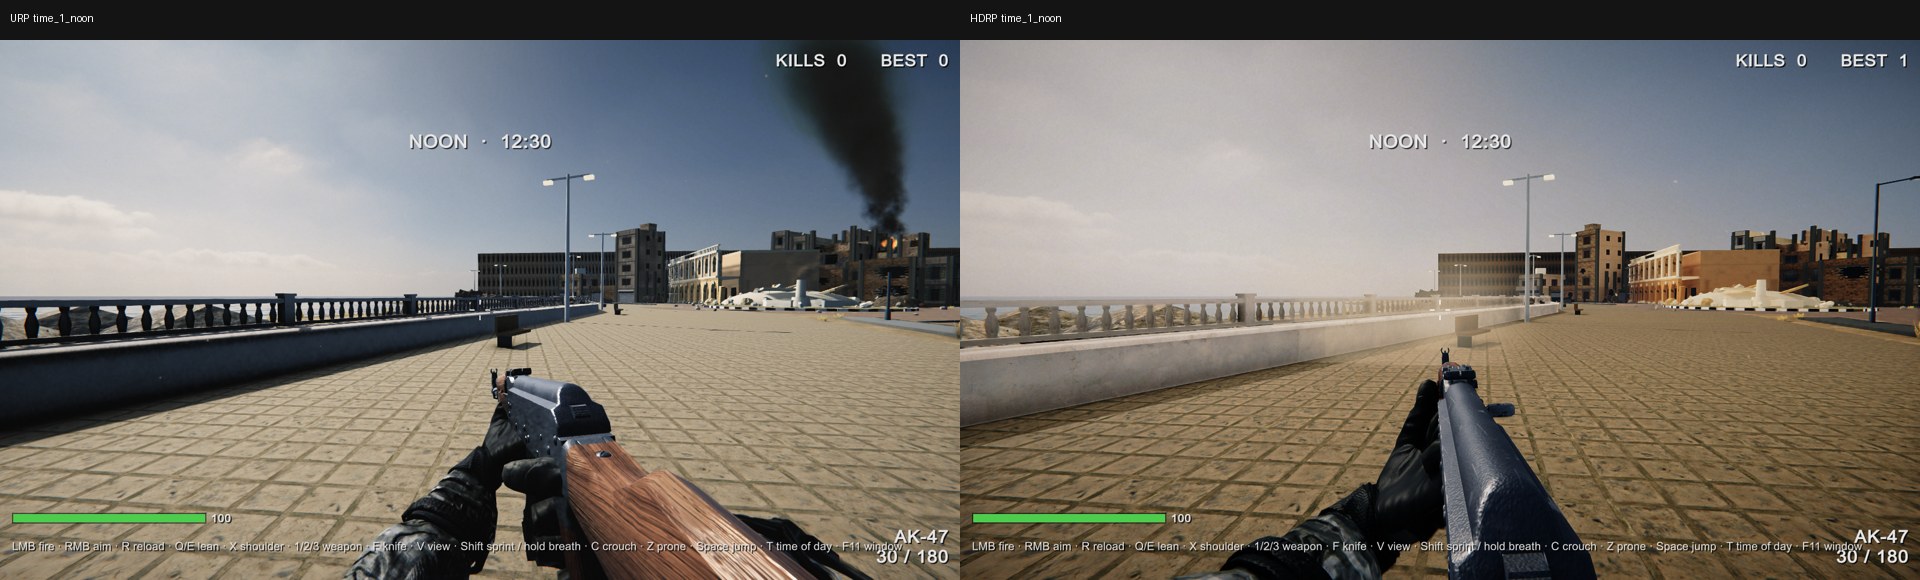 URP time_1_noon
KILLS 0 BEST 0
NOON · 12:30
100
LMB fire · RMB aim · R reload · Q/E lean · X shoulder · 1/2/3 weapon · F knife · V view · Shift sprint / hold breath · C crouch · Z prone · Space jump · T time of day · F11 window
AK-47
30 / 180
HDRP time_1_noon
KILLS 0 BEST 1
NOON · 12:30
100
LMB fire · RMB aim · R reload · Q/E lean · X shoulder · 1/2/3 weapon · F knife · V view · Shift sprint / hold breath · C crouch · Z prone · Space jump · T time of day · F11 window
AK-47
30 / 180